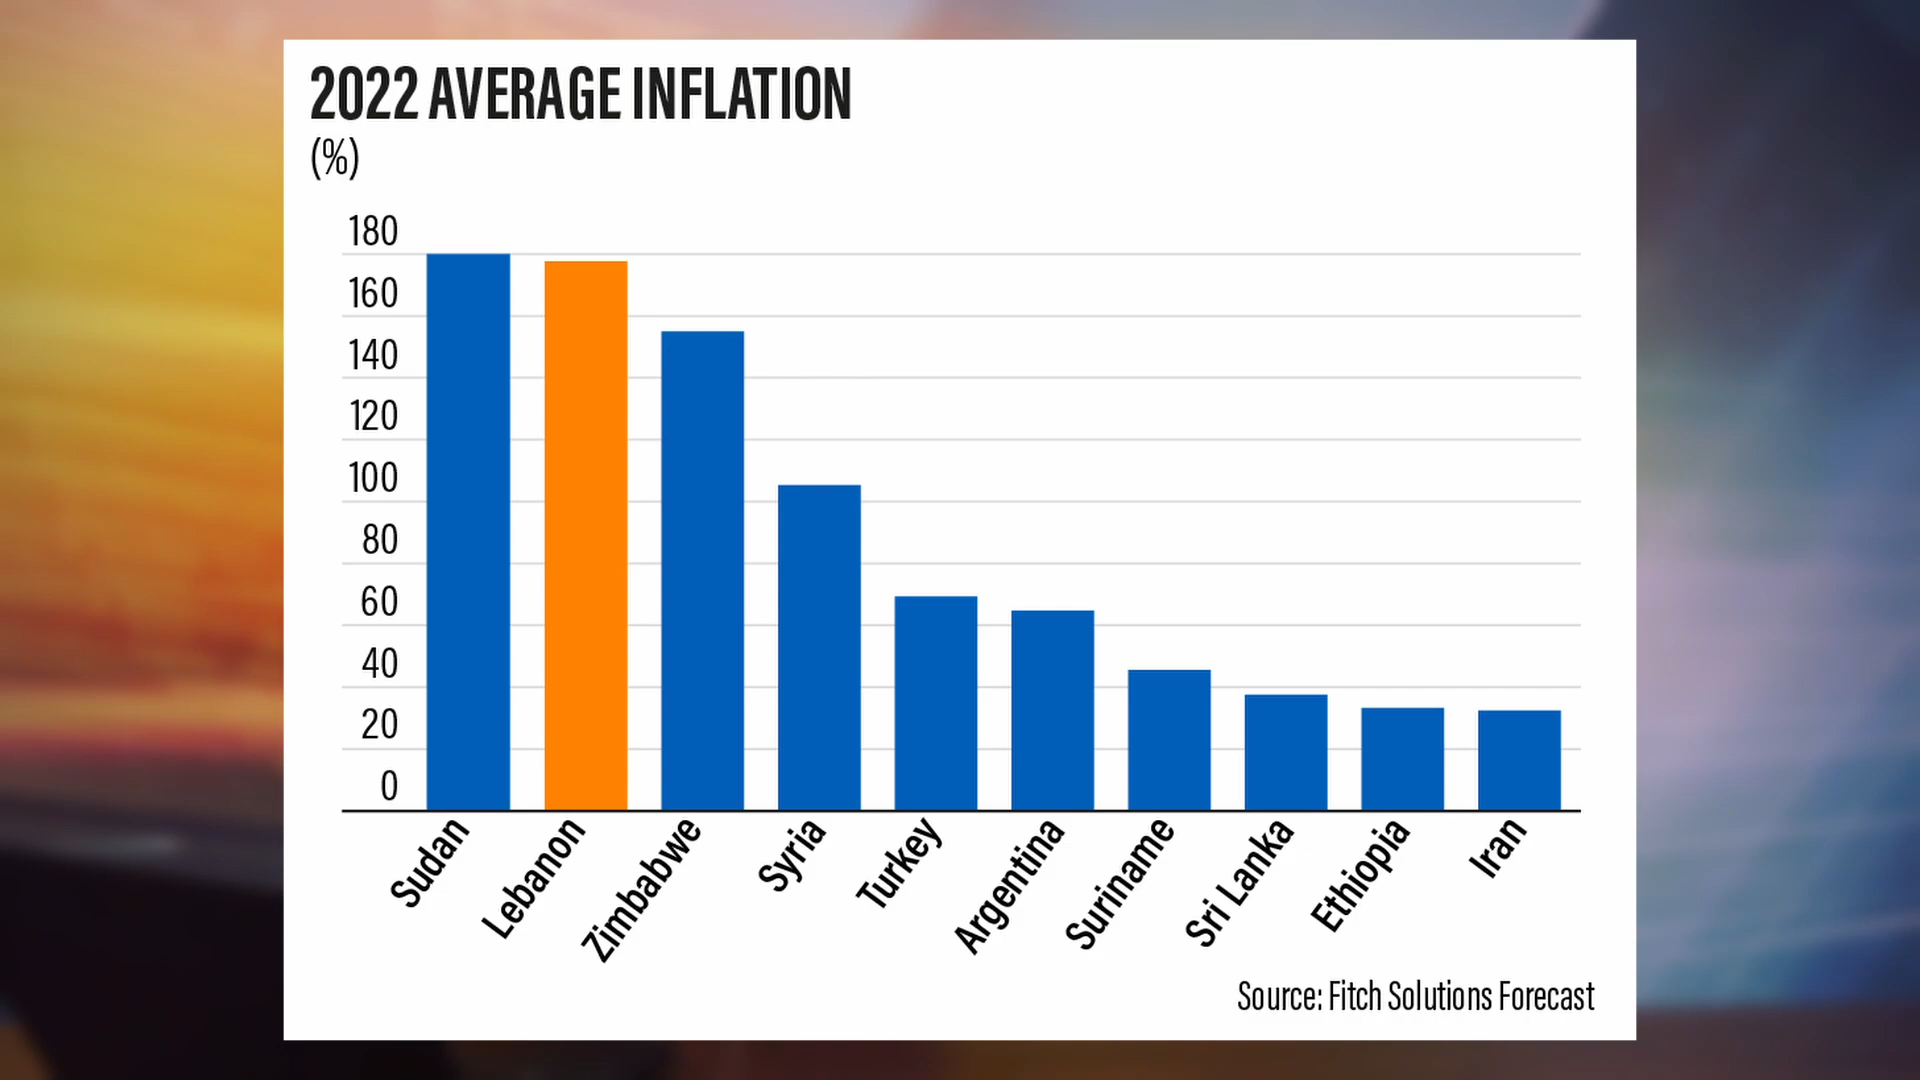 2022 AVERAGE INFLATION
(%)
180
160
140
120
100
80
60
40
20
0
Sudan
Lebanon
Zimbabwe
Syria
Turkey
Argentina
Suriname
Sri Lanka
Ethiopia
Iran
Source: Fitch Solutions Forecast